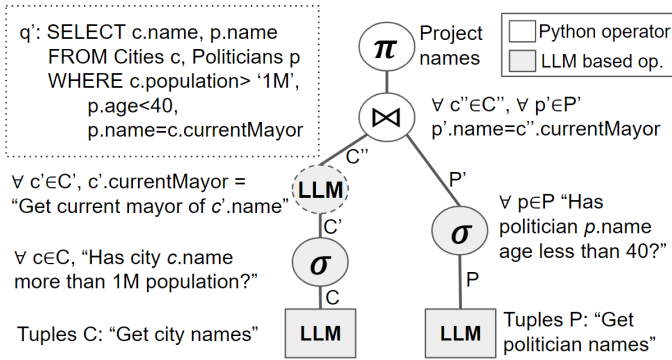 q': SELECT c.name, p.name
FROM Cities c, Politicians p
WHERE c.population> ‘1M’,
p.age<40,
p.name=c.currentMayor
π
Project
names
Python operator
LLM based op.
⋈
∀ c''∈C'', ∀ p'∈P'
p'.name=c''.currentMayor
C''
P'
∀ c'∈C', c'.currentMayor =
“Get current mayor of c'.name”
LLM
C'
∀ p∈P “Has
politician p.name
age less than 40?”
σ
∀ c∈C, “Has city c.name
more than 1M population?”
σ
C
P
Tuples C: “Get city names”
LLM
LLM
Tuples P: “Get
politician names”